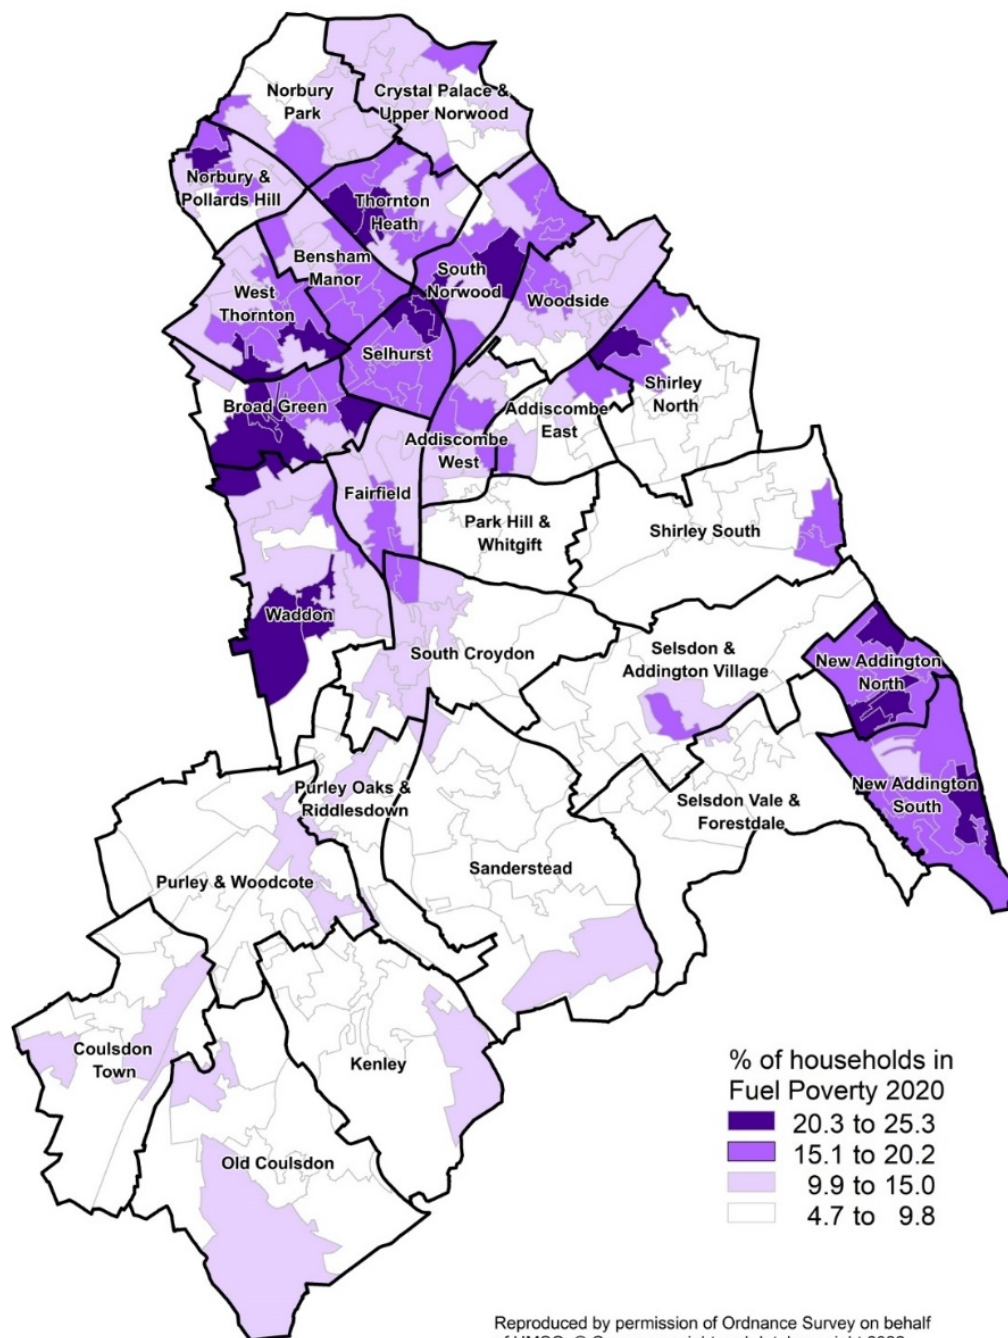 Norbury
Park
Crystal Palace &
Upper Norwood
Norbury &
Pollards Hill
Thornton
Heath
Bensham
Manor
South
Norwood
West
Thornton
Woodside
Selhurst
Shirley
North
Broad Green
Addiscombe
East
Addiscombe
West
Fairfield
Park Hill &
Whitgift
Shirley South
Waddon
South Croydon
Selsdon &
Addington Village
New Addington
North
Purley Oaks &
Riddlesdown
New Addington
South
Selsdon Vale &
Forestdale
Sanderstead
Purley & Woodcote
Coulsdon
Town
Kenley
Old Coulsdon
% of households in
Fuel Poverty 2020
20.3 to 25.3
15.1 to 20.2
9.9 to 15.0
4.7 to 9.8
Reproduced by permission of Ordnance Survey on behalf